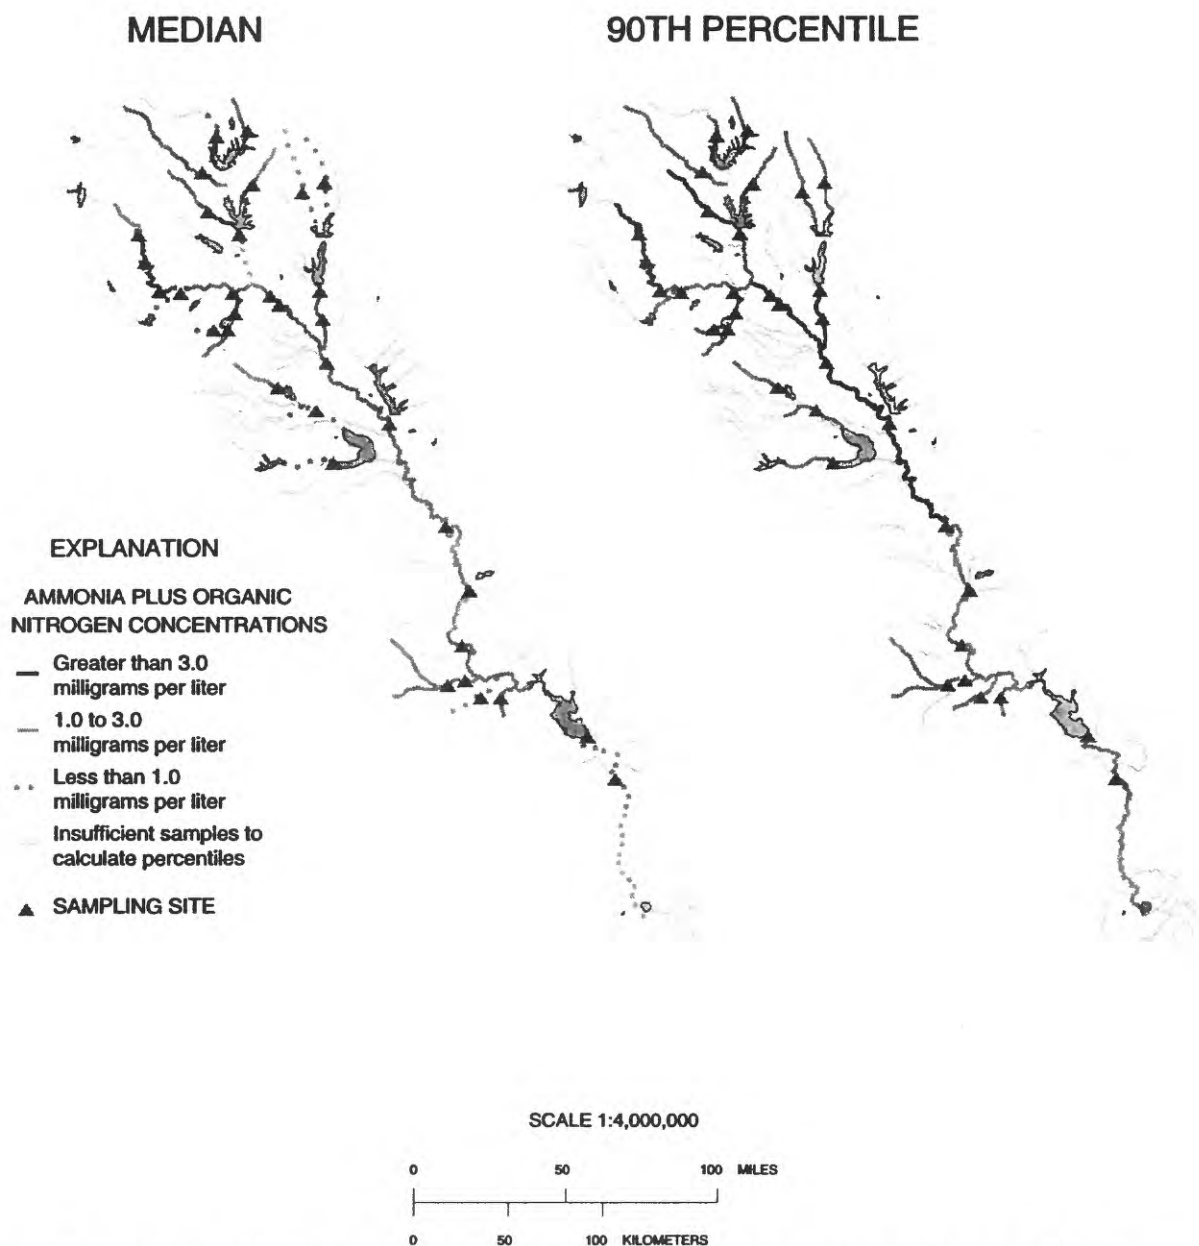 MEDIAN
90TH PERCENTILE
EXPLANATION
AMMONIA PLUS ORGANIC
NITROGEN CONCENTRATIONS
Greater than 3.0
milligrams per liter
1.0 to 3.0
milligrams per liter
Less than 1.0
milligrams per liter
Insufficient samples to
calculate percentiles
SAMPLING SITE
SCALE 1:4,000,000
0 50 100 MILES
0 50 100 KILOMETERS